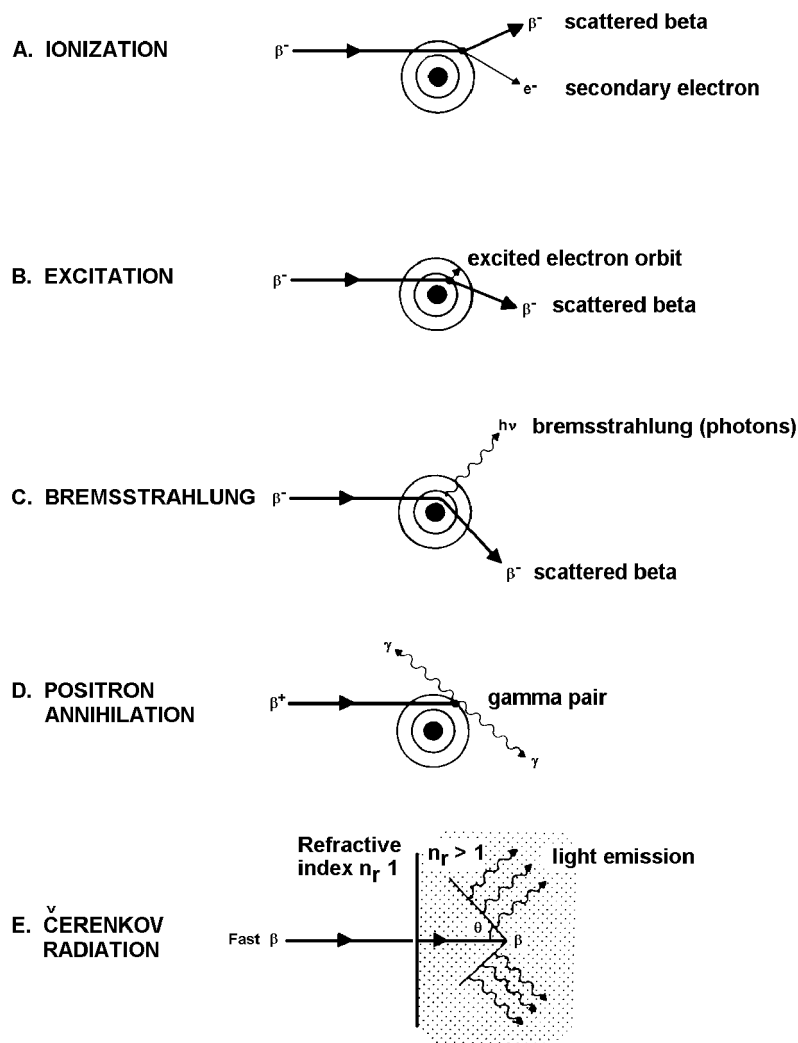 A. IONIZATION
β⁻
β⁻ scattered beta
e⁻ secondary electron
B. EXCITATION
β⁻
excited electron orbit
β⁻ scattered beta
C. BREMSSTRAHLUNG
β⁻
hν bremsstrahlung (photons)
β⁻ scattered beta
D. POSITRON
ANNIHILATION
β⁺
γ
gamma pair
γ
E. ČERENKOV
RADIATION
Refractive
index nᵣ 1
nᵣ > 1
light emission
Fast β
θ
β